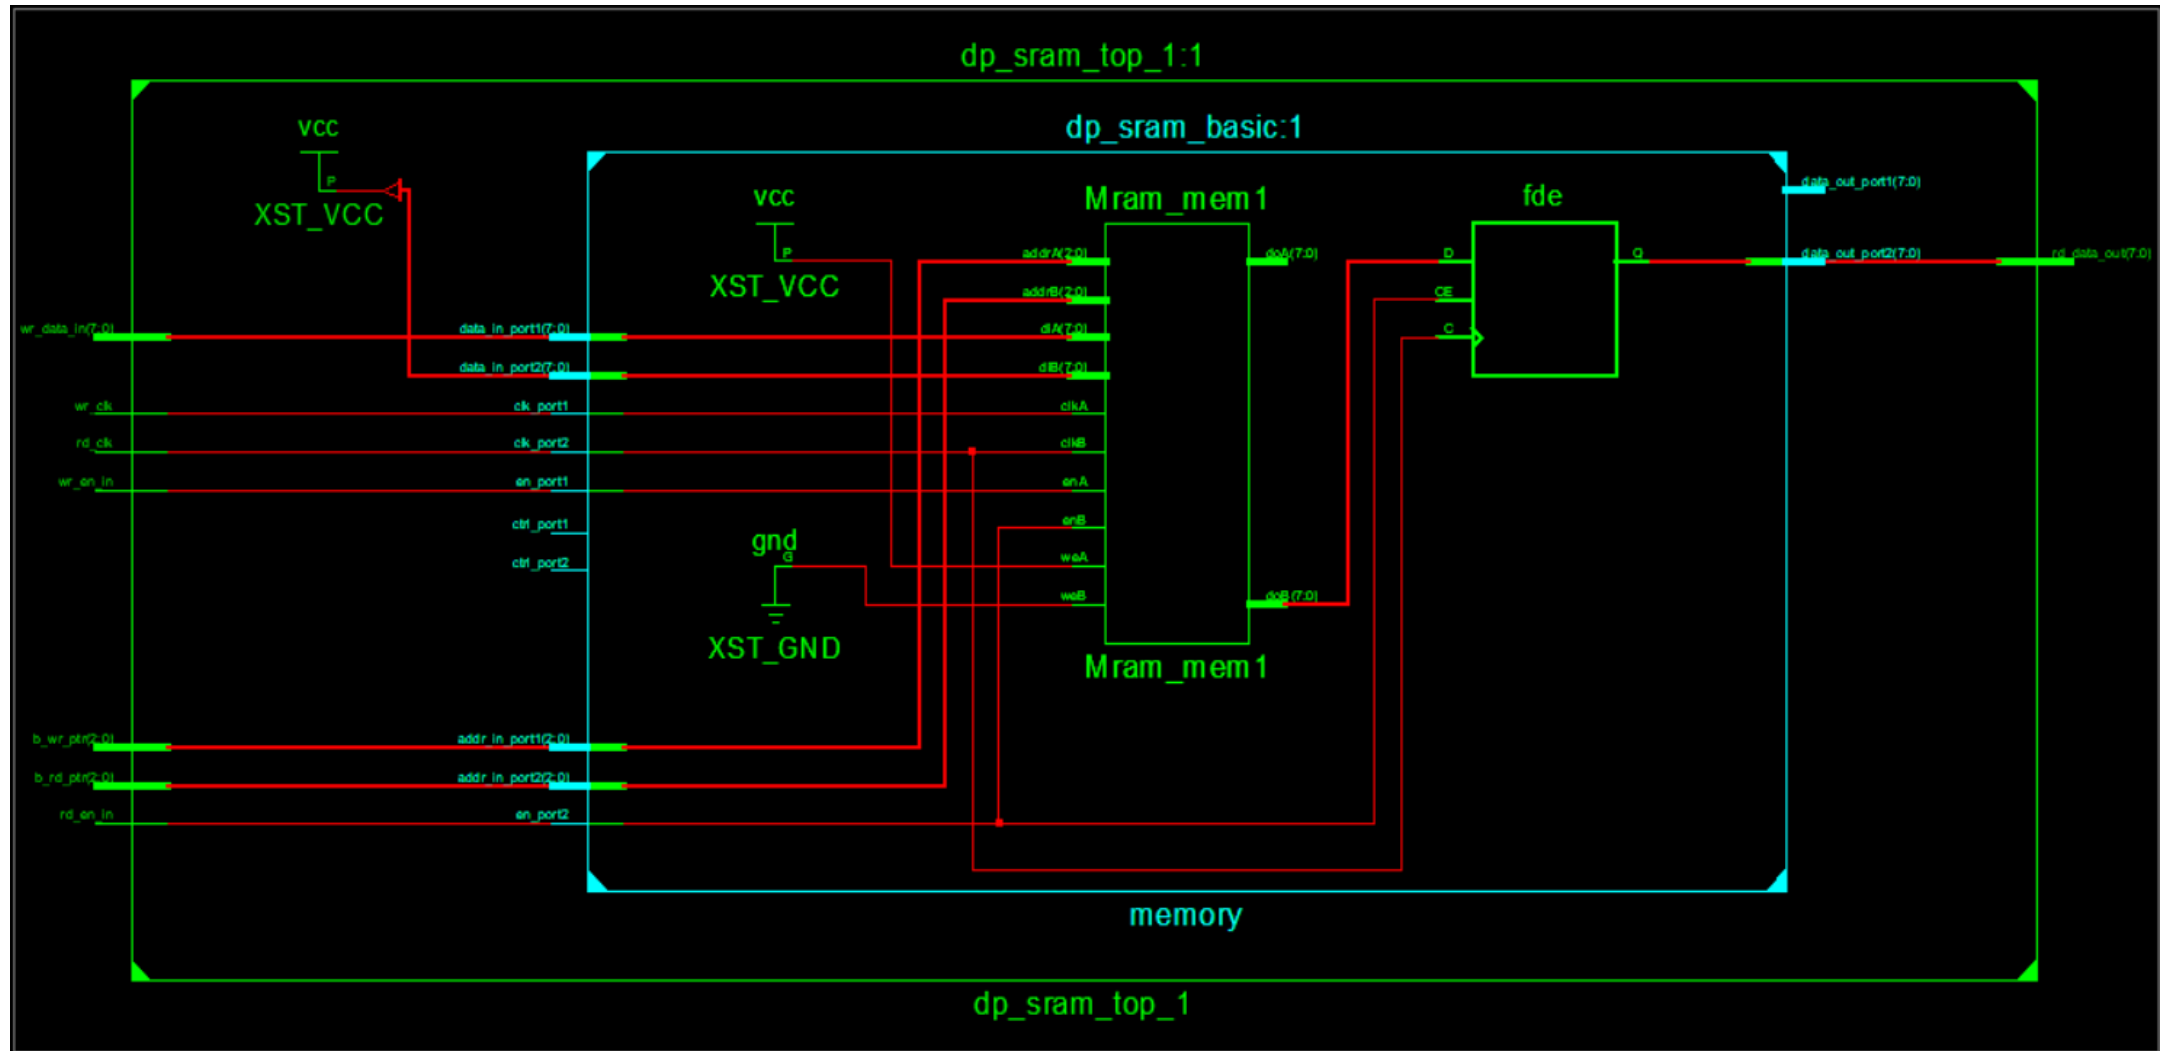 dp_sram_top_1:1
dp_sram_basic:1
vcc
P
XST_VCC
vcc
P
XST_VCC
Mram_mem1
fde
data_out_port1(7:0)
addrA(2:0)
doA(7:0)
D
Q
data_out_port2(7:0)
rd_data_out(7:0)
addrB(2:0)
CE
wr_data_in(7:0)
data_in_port1(7:0)
diA(7:0)
C
data_in_port2(7:0)
diB(7:0)
wr_clk
clk_port1
clkA
rd_clk
clk_port2
clkB
wr_en_in
en_port1
enA
ctrl_port1
enB
gnd
G
weA
ctrl_port2
weB
doB(7:0)
XST_GND
Mram_mem1
b_wr_ptr(2:0)
addr_in_port1(2:0)
b_rd_ptr(2:0)
addr_in_port2(2:0)
rd_en_in
en_port2
memory
dp_sram_top_1